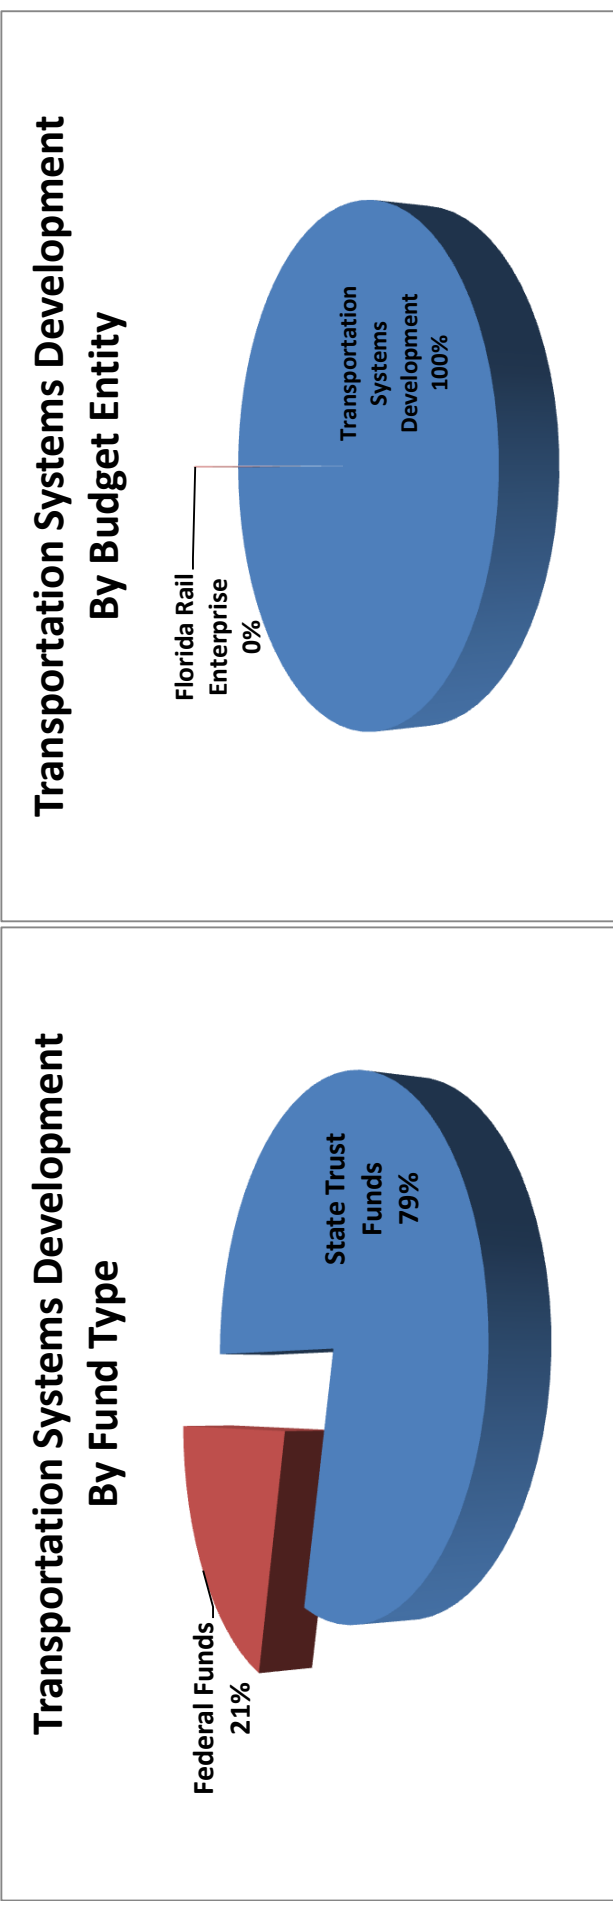 Transportation Systems Development
By Fund Type
Federal Funds
21%
State Trust
Funds
79%
Transportation Systems Development
By Budget Entity
Florida Rail
Enterprise
0%
Transportation
Systems
Development
100%